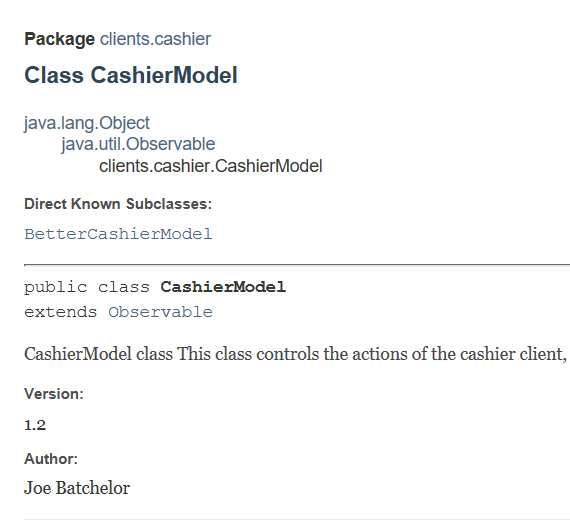 Package clients.cashier
Class CashierModel
java.lang.Object
java.util.Observable
clients.cashier.CashierModel
Direct Known Subclasses:
BetterCashierModel
public class CashierModel
extends Observable
CashierModel class This class controls the actions of the cashier client,
Version:
1.2
Author:
Joe Batchelor